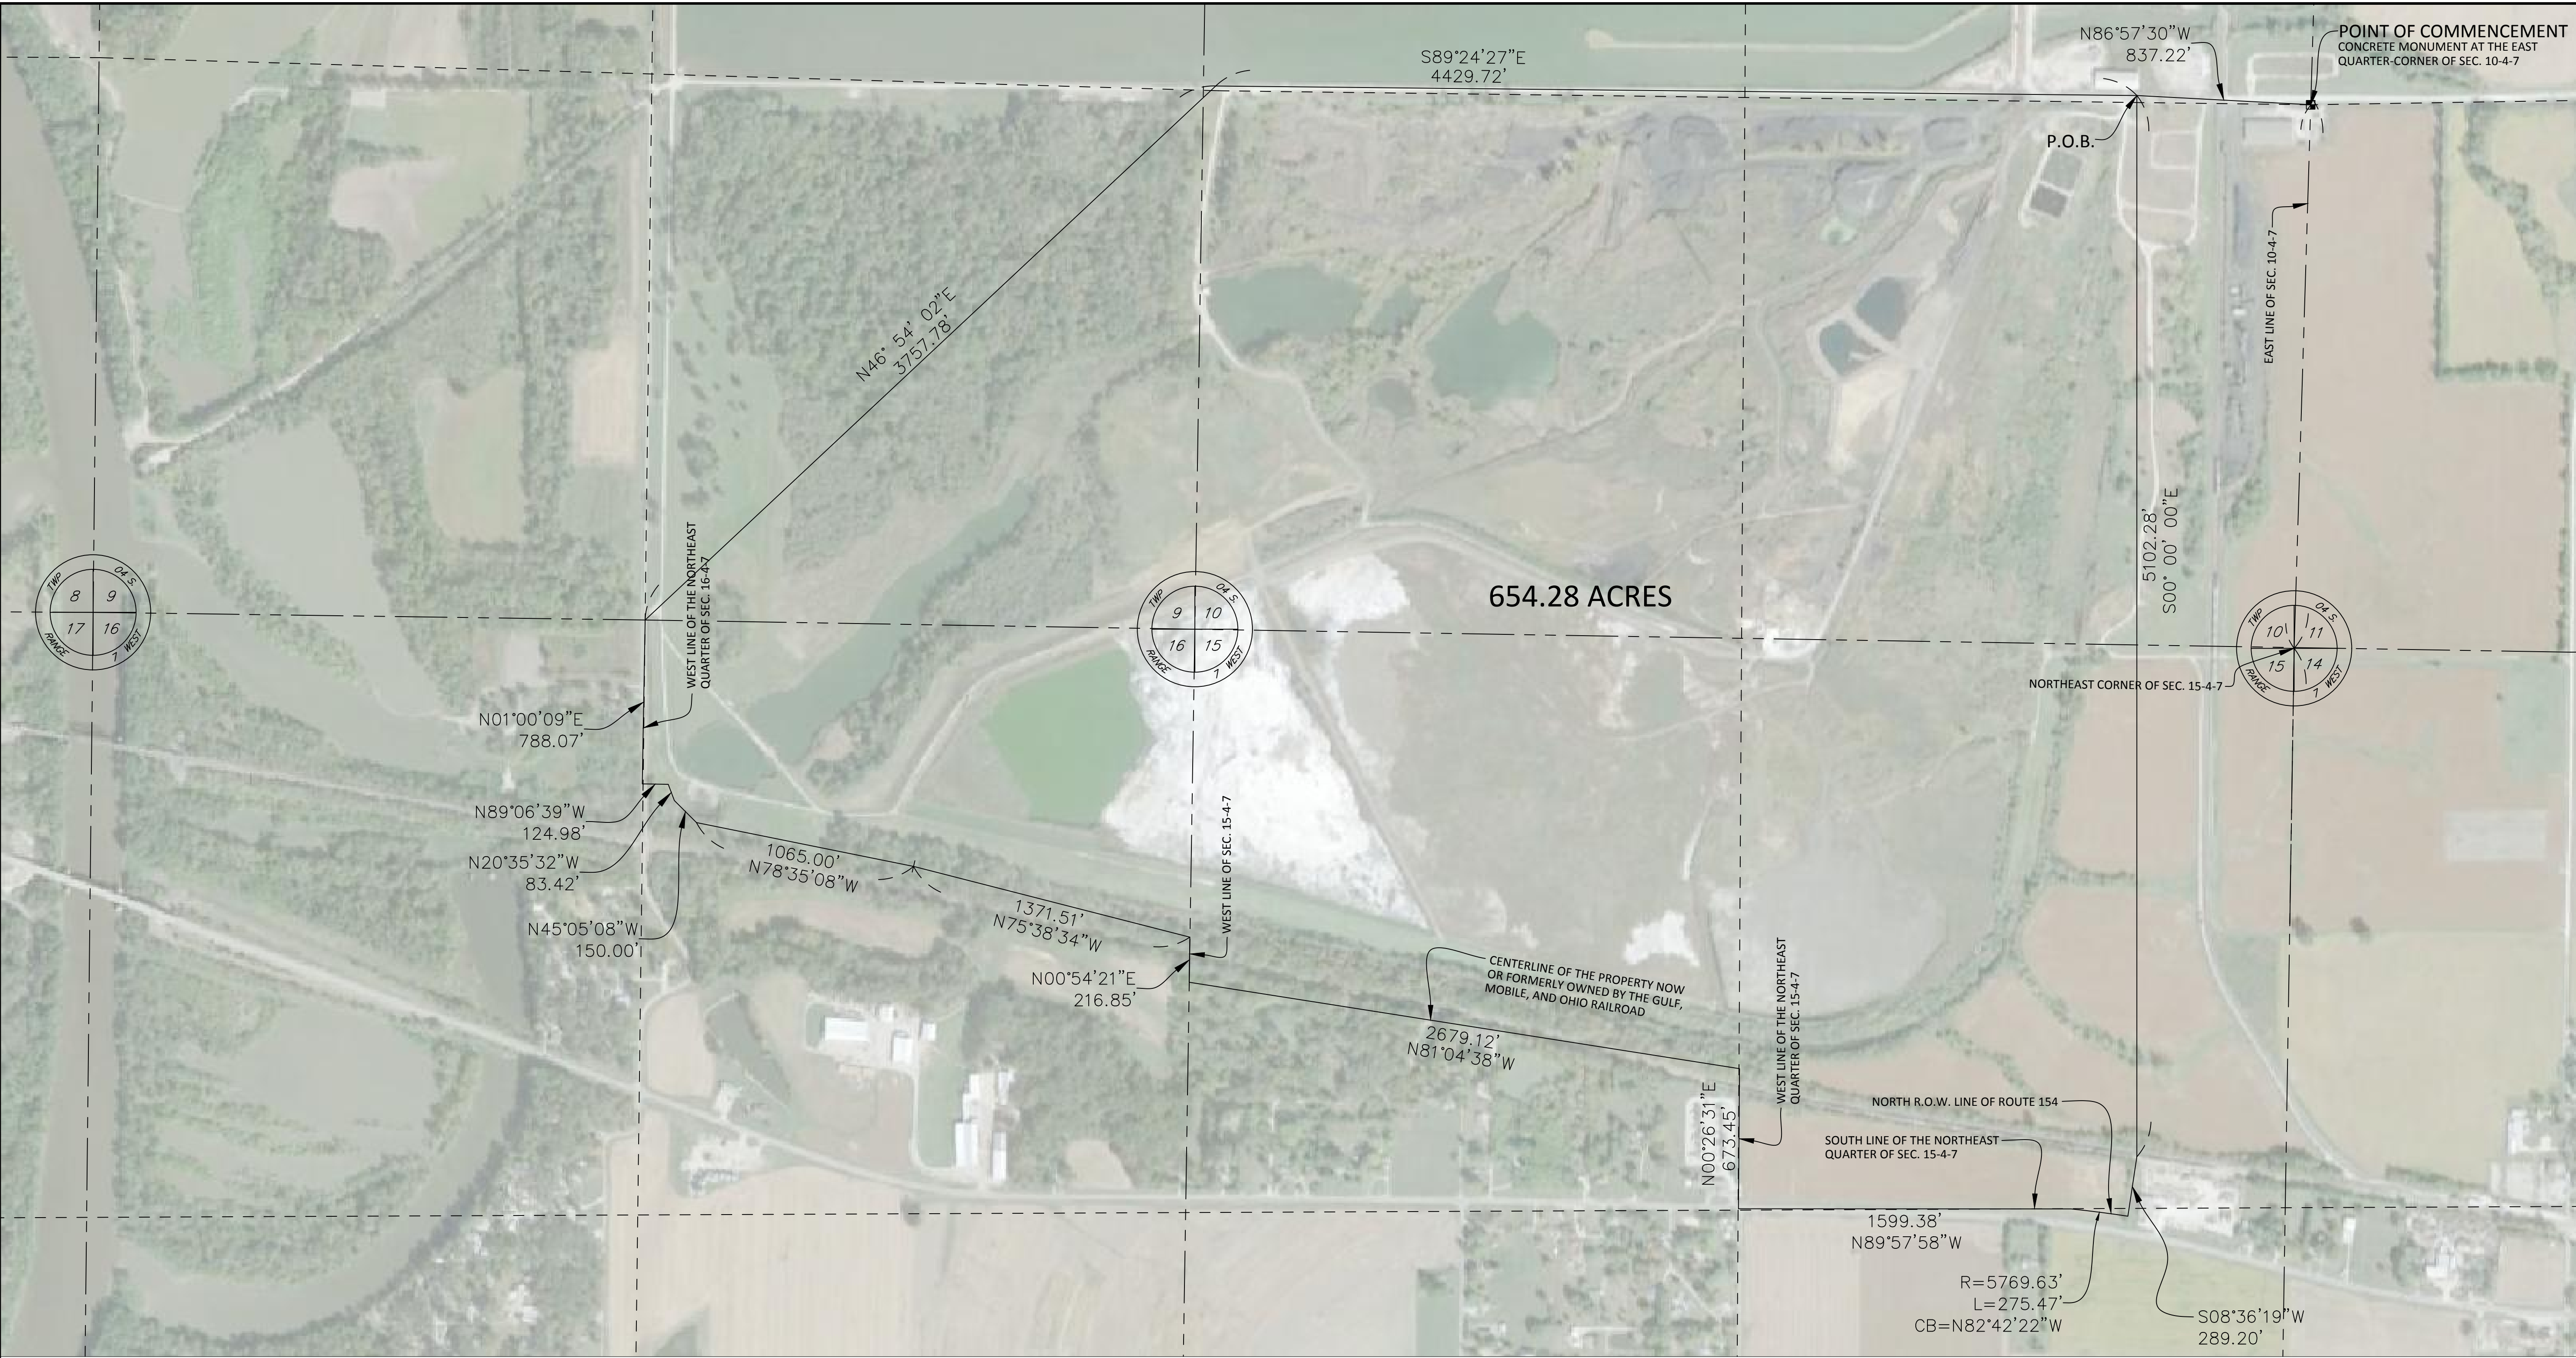 N86°57'30"W
837.22'
POINT OF COMMENCEMENT
CONCRETE MONUMENT AT THE EAST
QUARTER-CORNER OF SEC. 10-4-7
S89°24'27"E
4429.72'
P.O.B.
EAST LINE OF SEC. 10-4-7
N46° 54' 02"E
3757.78'
5102.28'
S00° 00' 00"E
WEST LINE OF THE NORTHEAST
QUARTER OF SEC. 16-4-7
654.28 ACRES
TWP 04 S.
8 9
17 16
RANGE 7 WEST
TWP 04 S.
9 10
16 15
RANGE 7 WEST
TWP 04 S.
10 11
15 14
RANGE 7 WEST
NORTHEAST CORNER OF SEC. 15-4-7
N01°00'09"E
788.07'
N89°06'39"W
124.98'
N20°35'32"W
83.42'
N45°05'08"W
150.00'
1065.00'
N78°35'08"W
1371.51'
N75°38'34"W
WEST LINE OF SEC. 15-4-7
N00°54'21"E
216.85'
CENTERLINE OF THE PROPERTY NOW
OR FORMERLY OWNED BY THE GULF,
MOBILE, AND OHIO RAILROAD
2679.12'
N81°04'38"W
WEST LINE OF THE NORTHEAST
QUARTER OF SEC. 15-4-7
N00°26'31"E
673.45'
NORTH R.O.W. LINE OF ROUTE 154
SOUTH LINE OF THE NORTHEAST
QUARTER OF SEC. 15-4-7
1599.38'
N89°57'58"W
R=5769.63'
L=275.47'
CB=N82°42'22"W
S08°36'19"W
289.20'